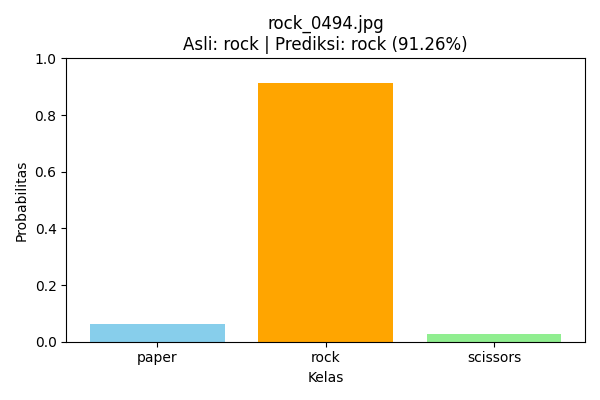 rock_0494.jpg
Asli: rock | Prediksi: rock (91.26%)
1.0
0.8
0.6
0.4
0.2
0.0
Probabilitas
paper
rock
scissors
Kelas